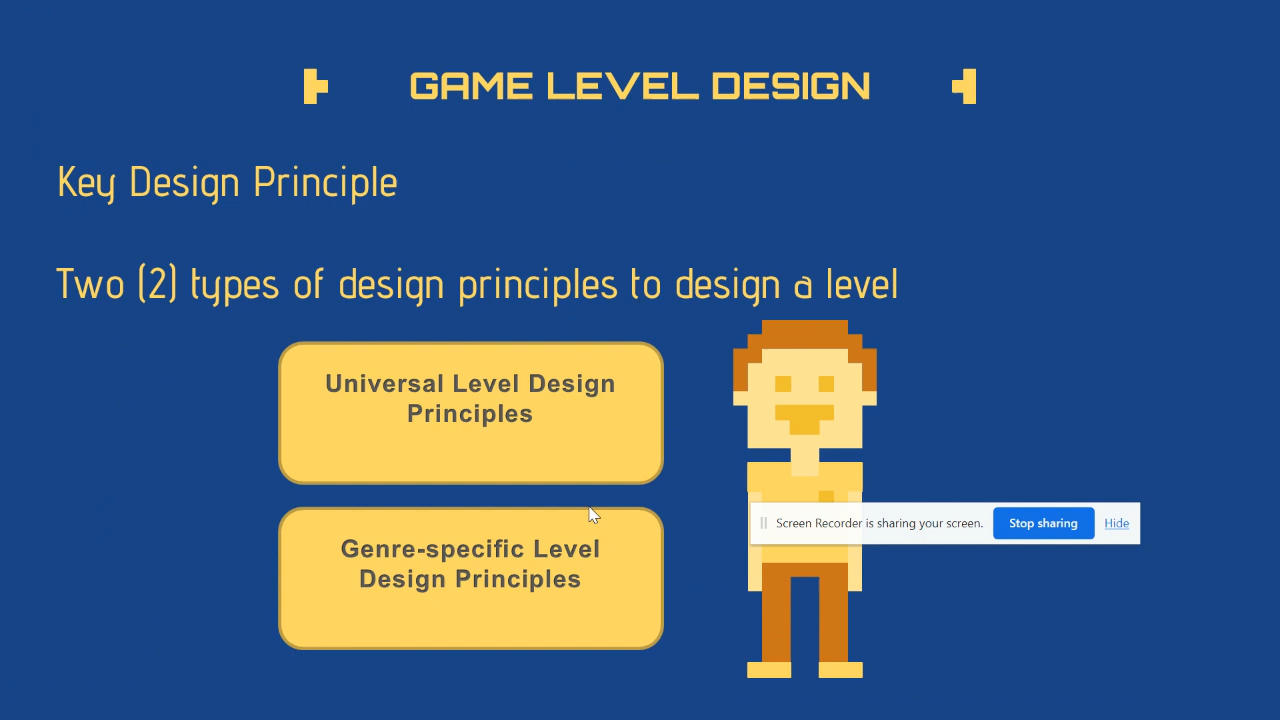 GAME LEVEL DESIGN
Key Design Principle
Two (2) types of design principles to design a level
Universal Level Design
Principles
Genre-specific Level
Design Principles
Screen Recorder is sharing your screen. Stop sharing Hide